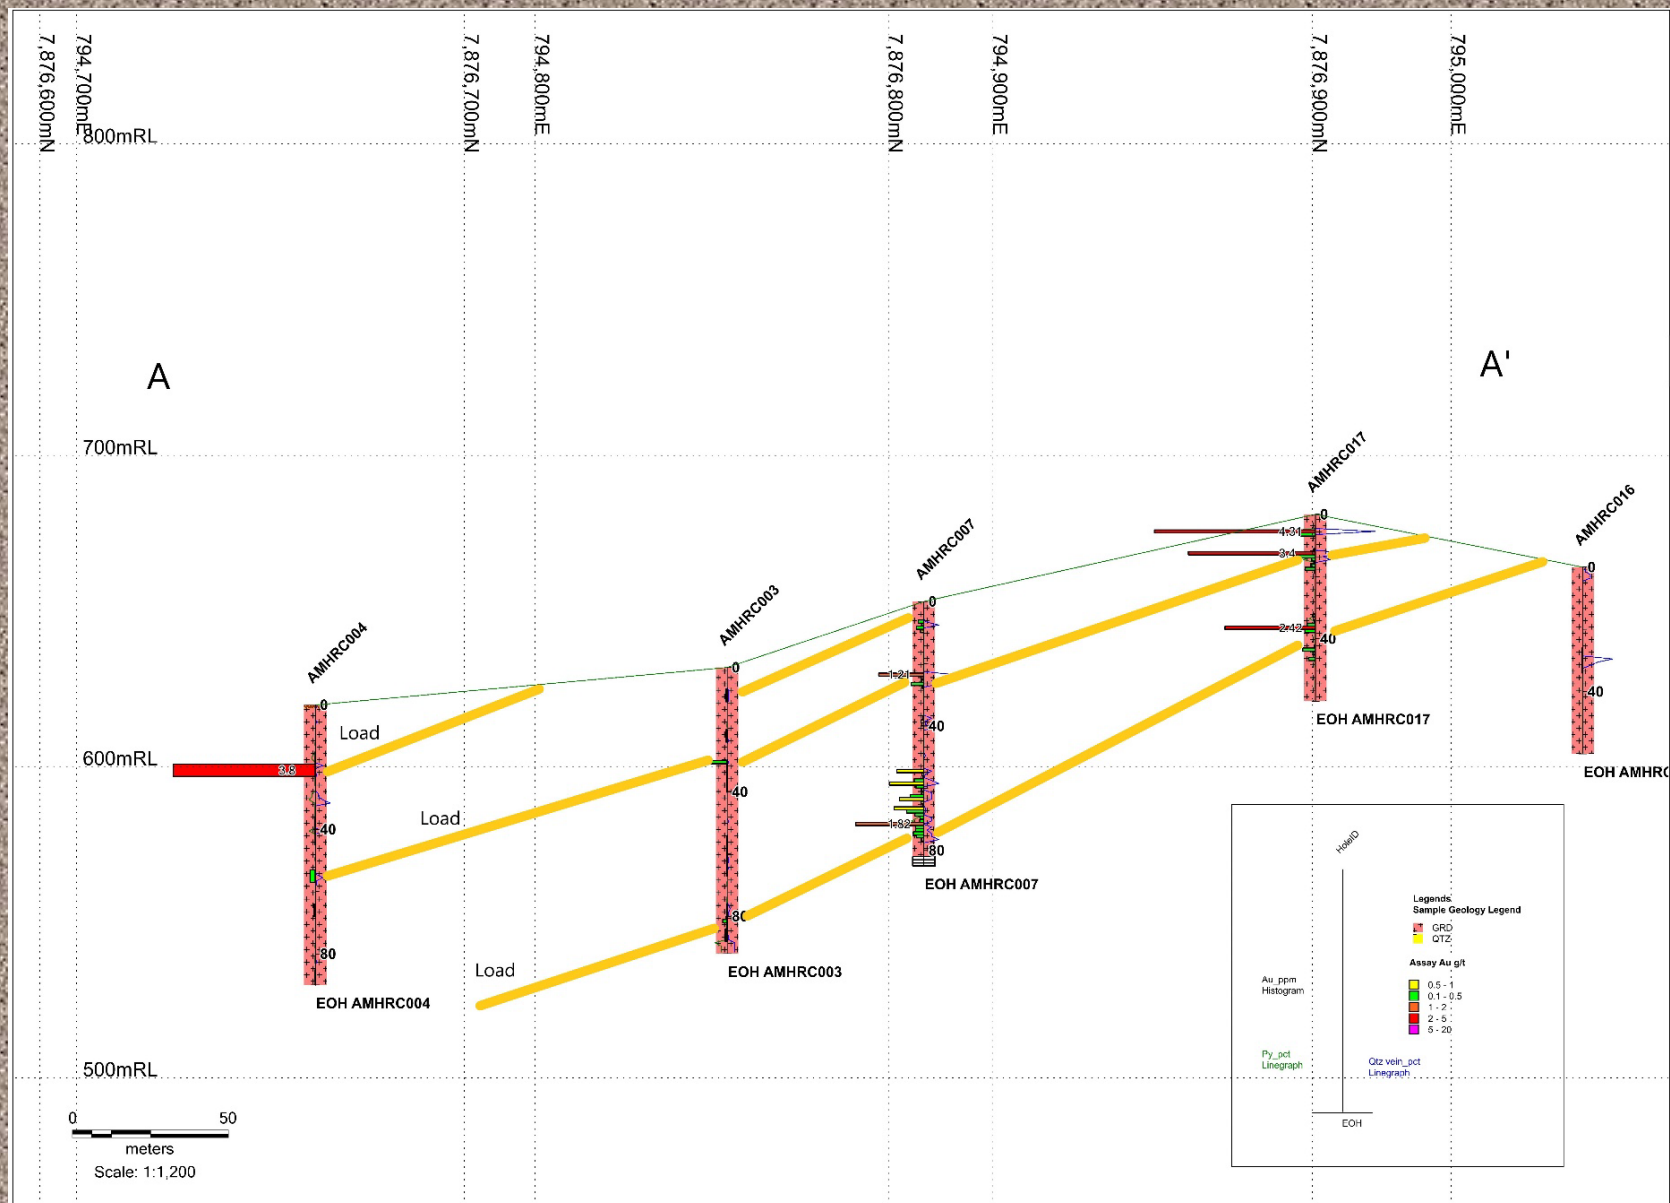 7,876,600mN
794,700mE
7,876,700mN
794,800mE
7,876,800mN
794,900mE
7,876,900mN
795,000mE
800mRL
A
A'
700mRL
AMHRC017
0
4.31
3.4
2.42
40
EOH AMHRC017
AMHRC016
0
40
EOH AMHRC
AMHRC007
0
1.21
40
1.82
80
EOH AMHRC007
AMHRC003
0
40
80
EOH AMHRC003
AMHRC004
0
3.8
40
80
EOH AMHRC004
Load
Load
Load
600mRL
500mRL
0 50
meters
Scale: 1:1,200
HoleID
Au_ppm
Histogram
Py_pct
Linegraph
Qtz vein_pct
Linegraph
EOH
Legends
Sample Geology Legend
GRD
QTZ
Assay Au g/t
0.5 - 1
0.1 - 0.5
1 - 2
2 - 5
5 - 20